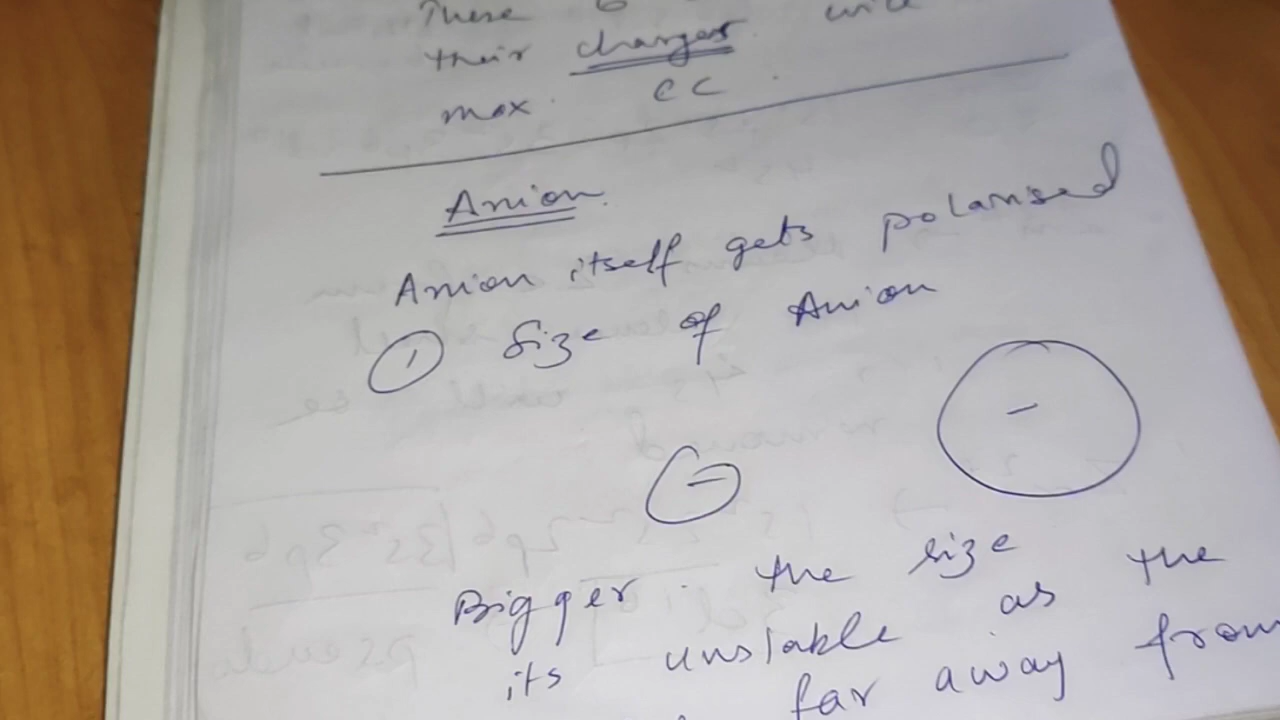 These
their charges will
max. CC.
Anion.
Anion itself gets polarised
① Size of Anion
-
-
Bigger the size
its unstable as the
far away from